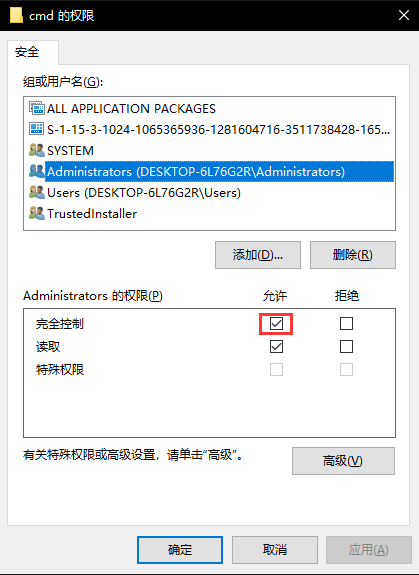 cmd 的权限
安全
组或用户名(G):
ALL APPLICATION PACKAGES
S-1-15-3-1024-1065365936-1281604716-3511738428-165...
SYSTEM
Administrators (DESKTOP-6L76G2R\Administrators)
Users (DESKTOP-6L76G2R\Users)
TrustedInstaller
添加(D)... 删除(R)
Administrators 的权限(P) 允许 拒绝
完全控制
读取
特殊权限
有关特殊权限或高级设置，请单击“高级”。 高级(V)
确定 取消 应用(A)